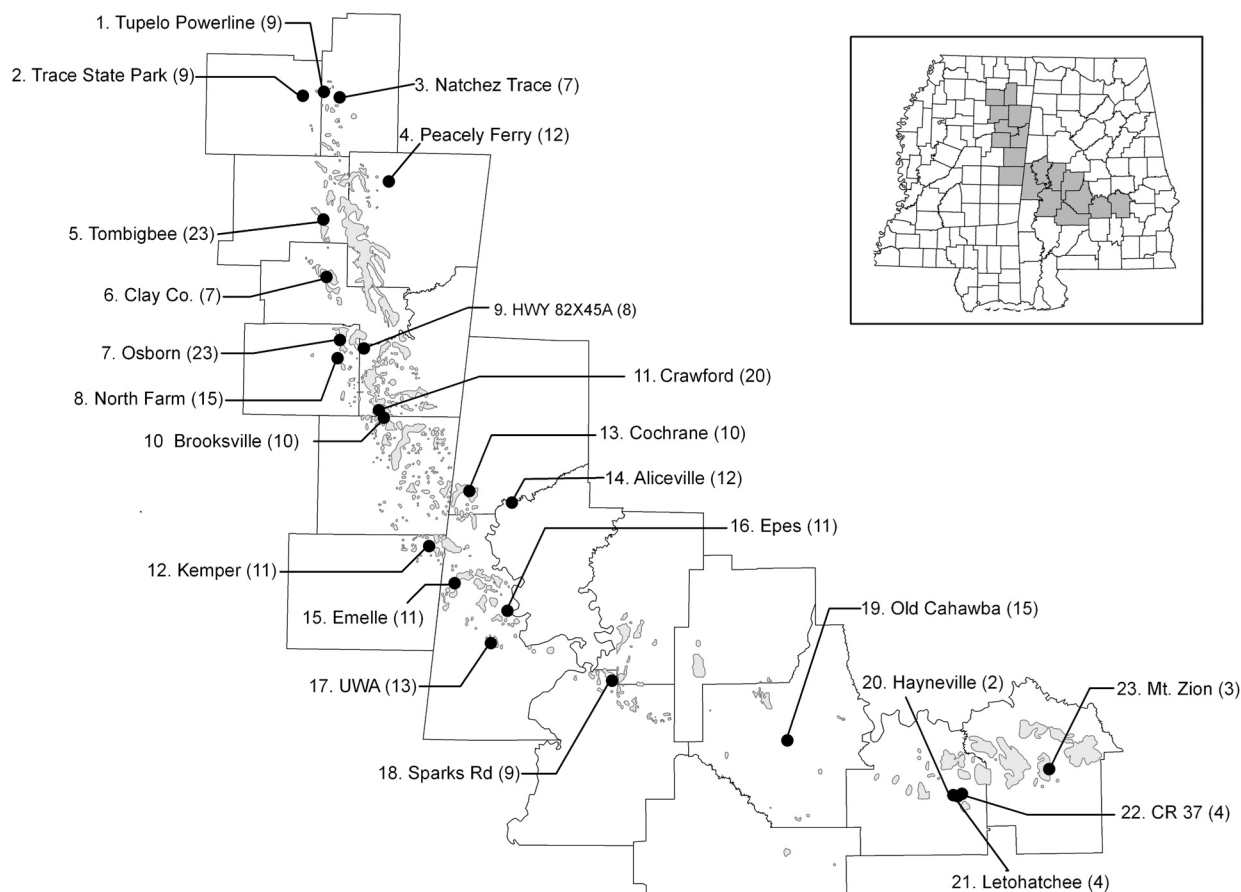 1. Tupelo Powerline (9)
2. Trace State Park (9)
3. Natchez Trace (7)
4. Peacely Ferry (12)
5. Tombigbee (23)
6. Clay Co. (7)
9. HWY 82X45A (8)
7. Osborn (23)
11. Crawford (20)
8. North Farm (15)
10 Brooksville (10)
13. Cochrane (10)
14. Aliceville (12)
16. Epes (11)
12. Kemper (11)
15. Emelle (11)
19. Old Cahawba (15)
17. UWA (13)
20. Hayneville (2)
23. Mt. Zion (3)
18. Sparks Rd (9)
22. CR 37 (4)
21. Letohatchee (4)